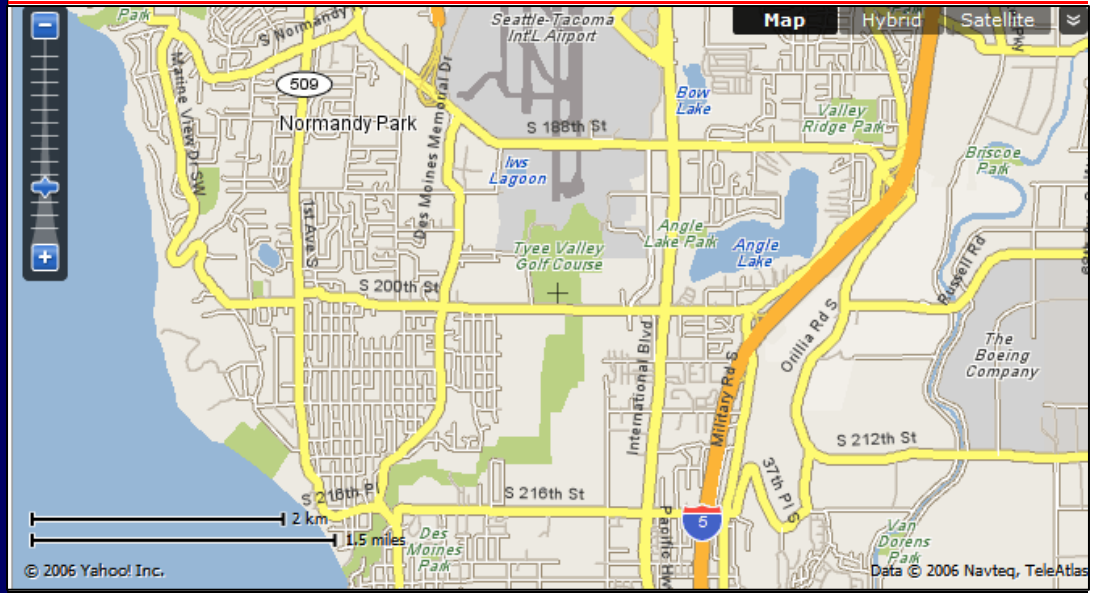 Park
S Normandy
Seattle-Tacoma
Int'L Airport
Map
Hybrid
Satellite
Pkwy
509
Marine View Dr SW
Normandy Park
Des Moines Memorial Dr
S 188th St
Bow
Lake
Valley
Ridge Park
Briscoe
Park
Iws
Lagoon
1st Ave S
Tyee Valley
Golf Course
Angle
Lake Park
Angle
Lake
Russell Rd
S 200th St
International Blvd
Military Rd S
Orillia Rd S
The
Boeing
Company
S 212th St
37th Pl S
S 216th Pl
S 216th St
5
Pacific Hw
2 km
1.5 miles
Des
Moines
Park
Van
Dorens
Park
© 2006 Yahoo! Inc.
Data © 2006 Navteq, TeleAtlas